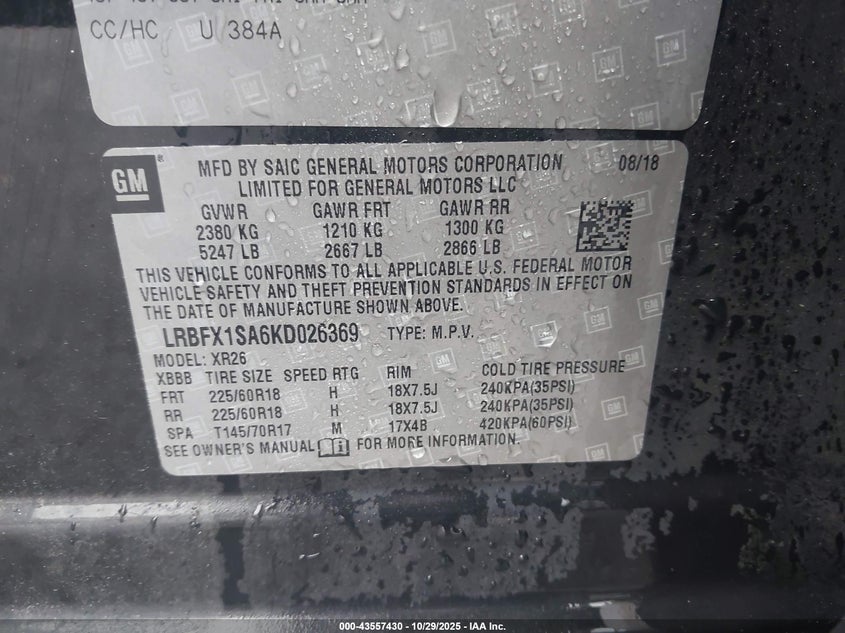 CC/HC U 384A
GM
MFD BY SAIC GENERAL MOTORS CORPORATION 08/18
LIMITED FOR GENERAL MOTORS LLC
GVWR GAWR FRT GAWR RR
2380 KG 1210 KG 1300 KG
5247 LB 2667 LB 2866 LB
THIS VEHICLE CONFORMS TO ALL APPLICABLE U.S. FEDERAL MOTOR
VEHICLE SAFETY AND THEFT PREVENTION STANDARDS IN EFFECT ON
THE DATE OF MANUFACTURE SHOWN ABOVE.
LRBFX1SA6KD026369 TYPE: M.P.V.
MODEL: XR26
XBBB TIRE SIZE SPEED RTG RIM COLD TIRE PRESSURE
FRT 225/60R18 H 18X7.5J 240KPA(35PSI)
RR 225/60R18 H 18X7.5J 240KPA(35PSI)
SPA T145/70R17 M 17X4B 420KPA(60PSI)
SEE OWNER'S MANUAL FOR MORE INFORMATION.
000-43557430 - 10/29/2025 - IAA Inc.